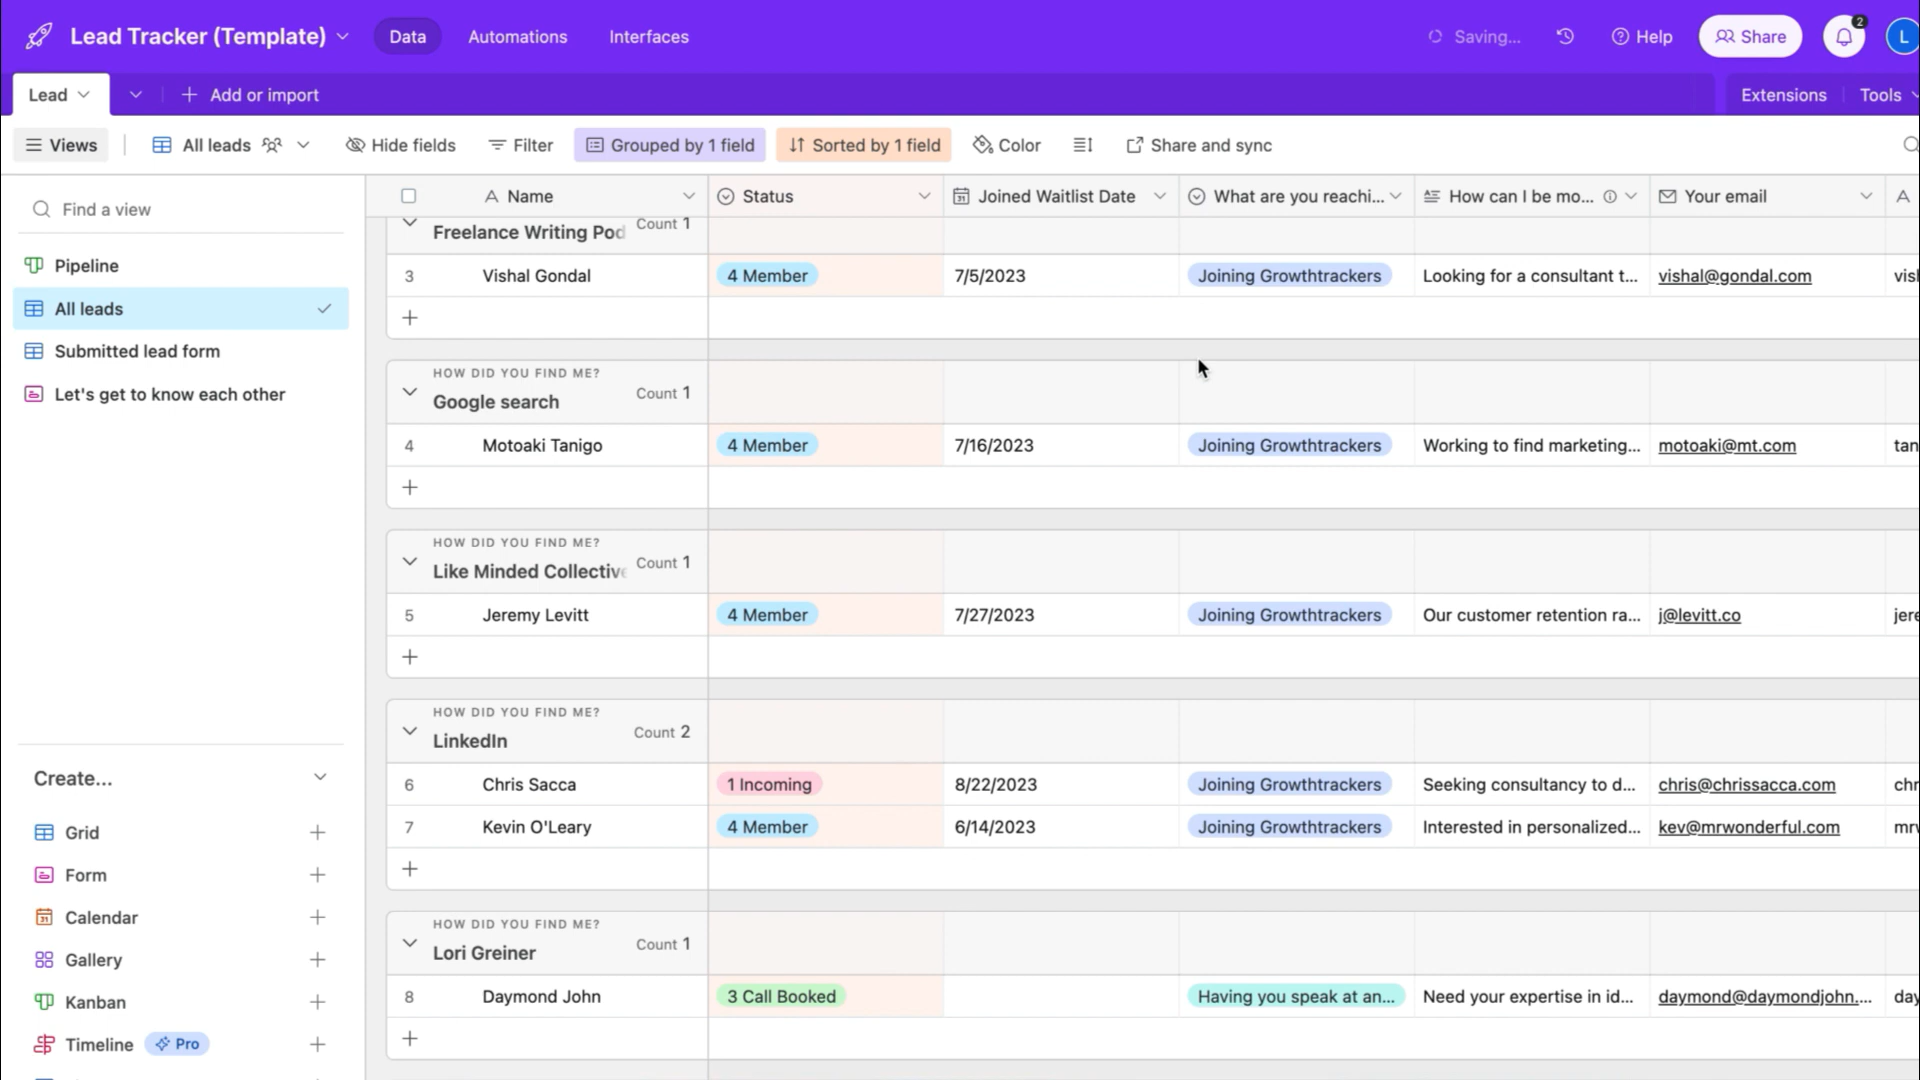 Lead Tracker (Template)
Data
Automations
Interfaces
Saving...
Help
Share
2
L
Lead
Add or import
Extensions
Tools
Views
All leads
Hide fields
Filter
Grouped by 1 field
Sorted by 1 field
Color
Share and sync
Find a view
Pipeline
All leads
Submitted lead form
Let's get to know each other
Create...
Grid
Form
Calendar
Gallery
Kanban
Timeline
Pro
Name
Status
Joined Waitlist Date
What are you reachi...
How can I be mo...
Your email
Freelance Writing Pod
Count 1
3 Vishal Gondal 4 Member 7/5/2023 Joining Growthtrackers Looking for a consultant t... vishal@gondal.com
HOW DID YOU FIND ME?
Google search
Count 1
4 Motoaki Tanigo 4 Member 7/16/2023 Joining Growthtrackers Working to find marketing... motoaki@mt.com tan
HOW DID YOU FIND ME?
Like Minded Collective
Count 1
5 Jeremy Levitt 4 Member 7/27/2023 Joining Growthtrackers Our customer retention ra... j@levitt.co jere
HOW DID YOU FIND ME?
LinkedIn
Count 2
6 Chris Sacca 1 Incoming 8/22/2023 Joining Growthtrackers Seeking consultancy to d... chris@chrissacca.com chr
7 Kevin O'Leary 4 Member 6/14/2023 Joining Growthtrackers Interested in personalized... kev@mrwonderful.com
HOW DID YOU FIND ME?
Lori Greiner
Count 1
8 Daymond John 3 Call Booked Having you speak at an... Need your expertise in id... daymond@daymondjohn.... day